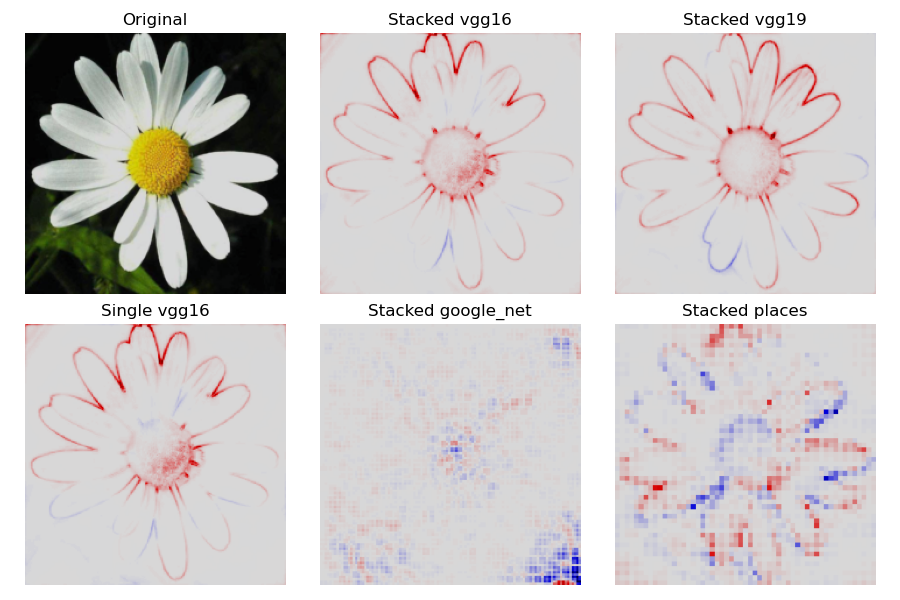 Original
Stacked vgg16
Stacked vgg19
Single vgg16
Stacked google_net
Stacked places